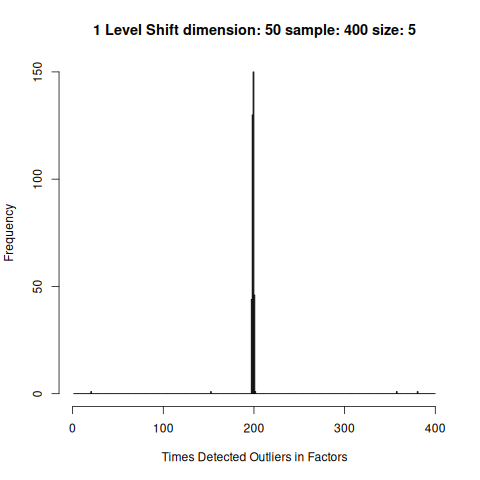 1 Level Shift dimension: 50 sample: 400 size: 5
150
100
50
0
Frequency
0 100 200 300 400
Times Detected Outliers in Factors